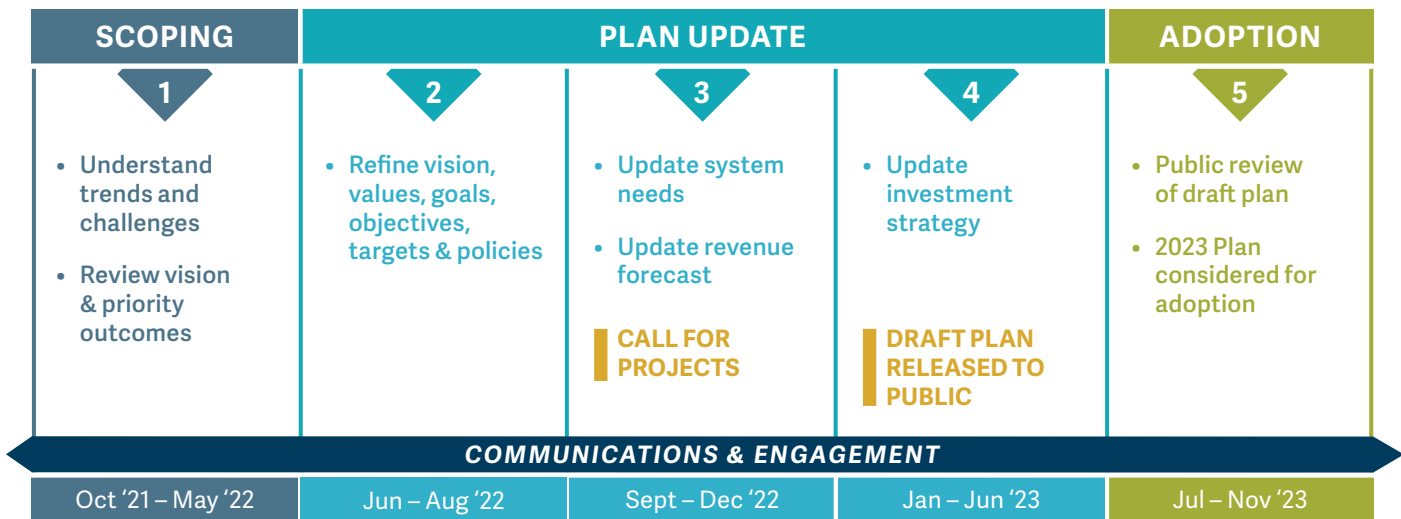 SCOPING
PLAN UPDATE
ADOPTION
1
• Understand
trends and
challenges
• Review vision
& priority
outcomes
2
• Refine vision,
values, goals,
objectives,
targets & policies
3
• Update system
needs
• Update revenue
forecast
CALL FOR
PROJECTS
4
• Update
investment
strategy
DRAFT PLAN
RELEASED TO
PUBLIC
5
• Public review
of draft plan
• 2023 Plan
considered for
adoption
COMMUNICATIONS & ENGAGEMENT
Oct ‘21 – May ‘22
Jun – Aug ‘22
Sept – Dec ‘22
Jan – Jun ‘23
Jul – Nov ‘23